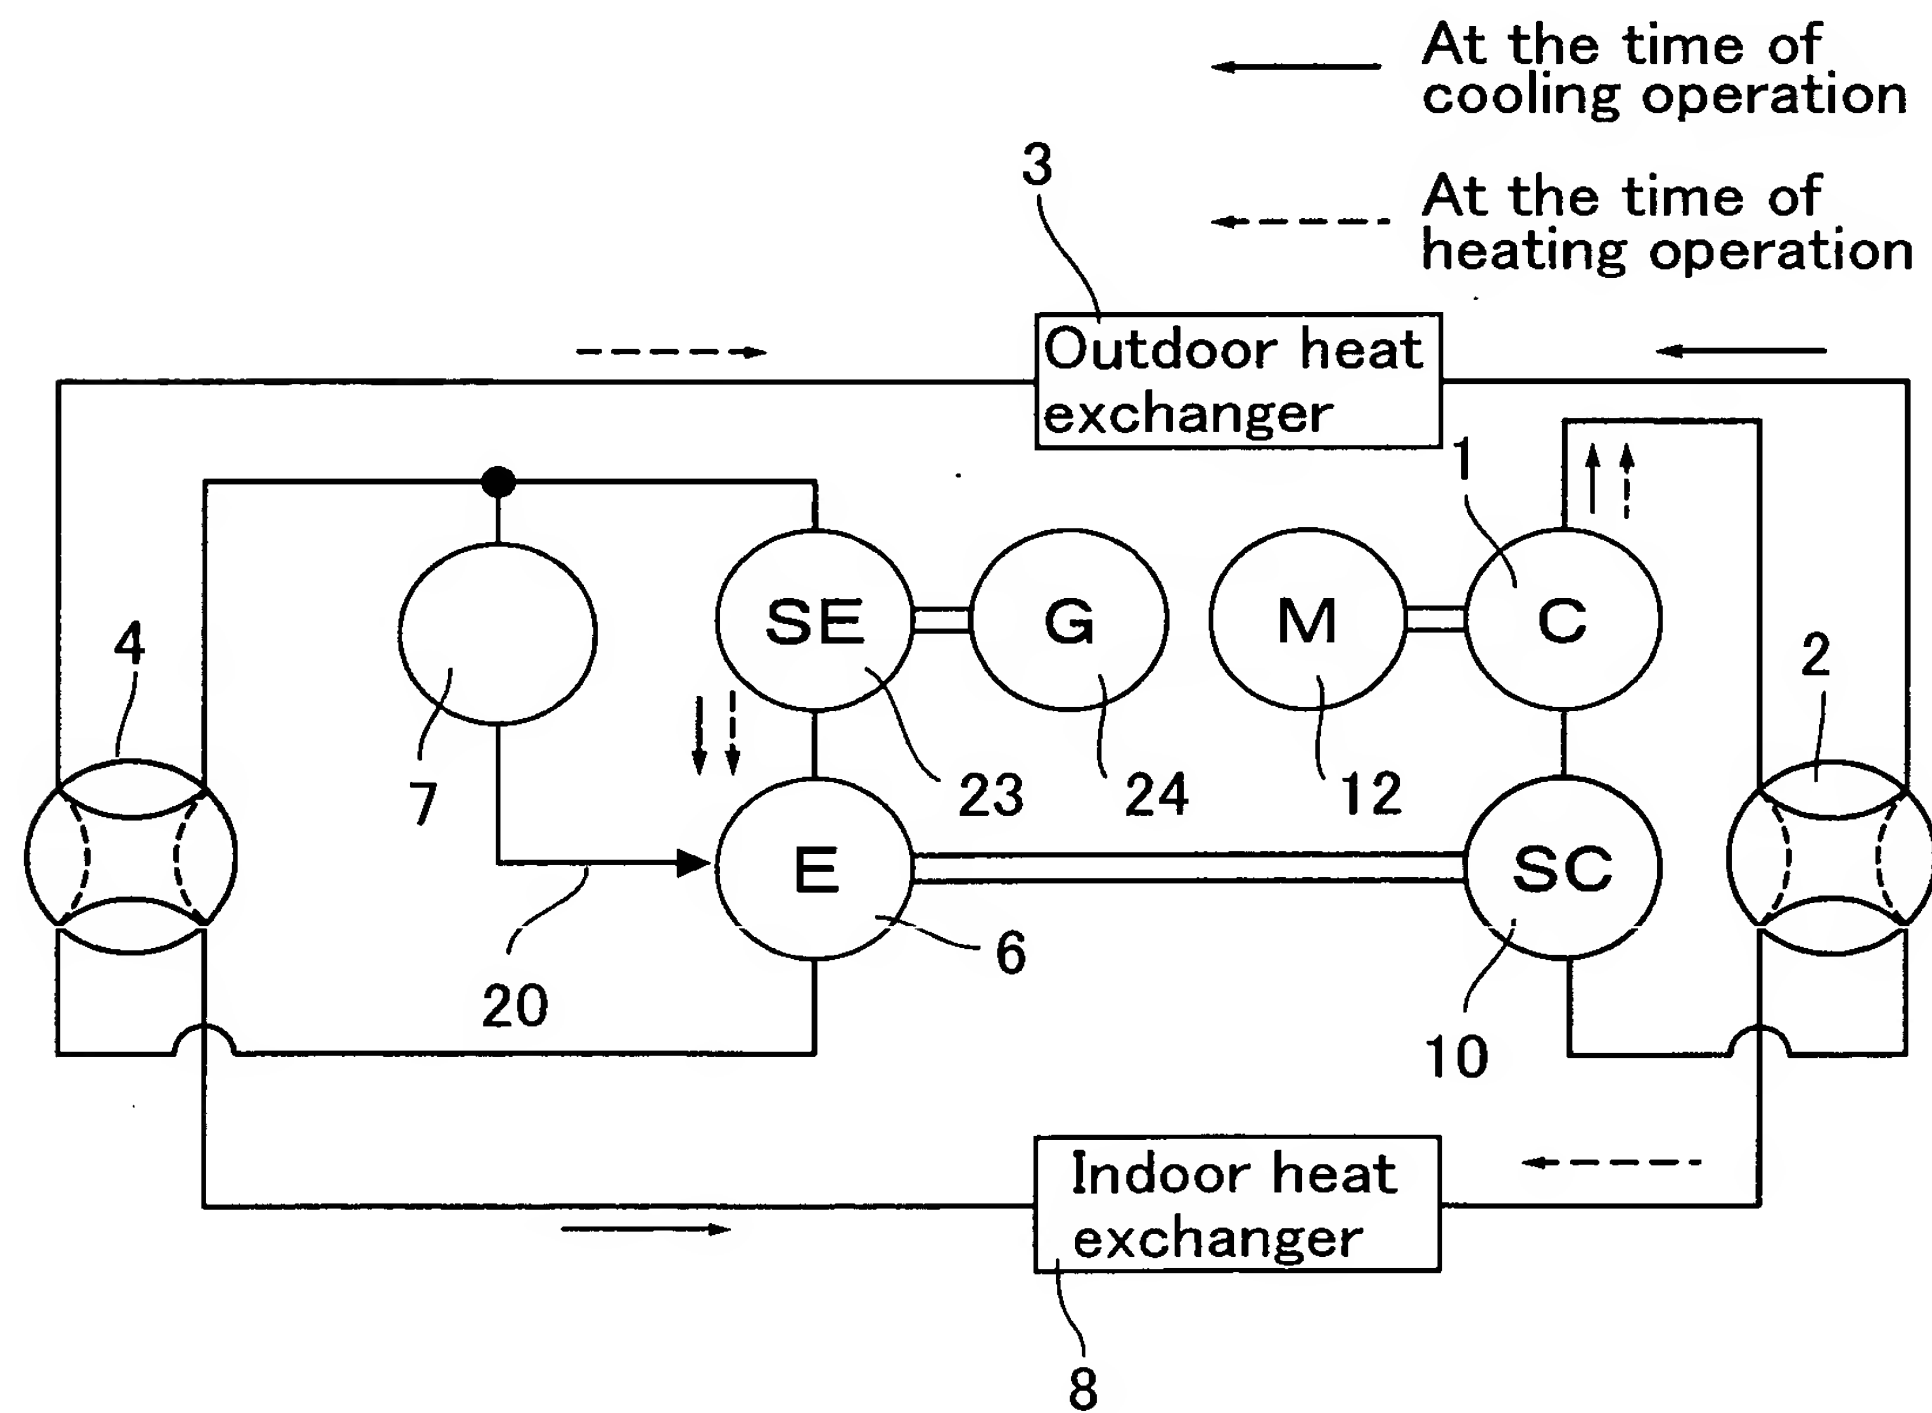 At the time of
cooling operation
3
At the time of
heating operation
Outdoor heat
exchanger
1
SE
G
M
C
4
2
7
23
24
12
E
SC
6
20
10
Indoor heat
exchanger
8